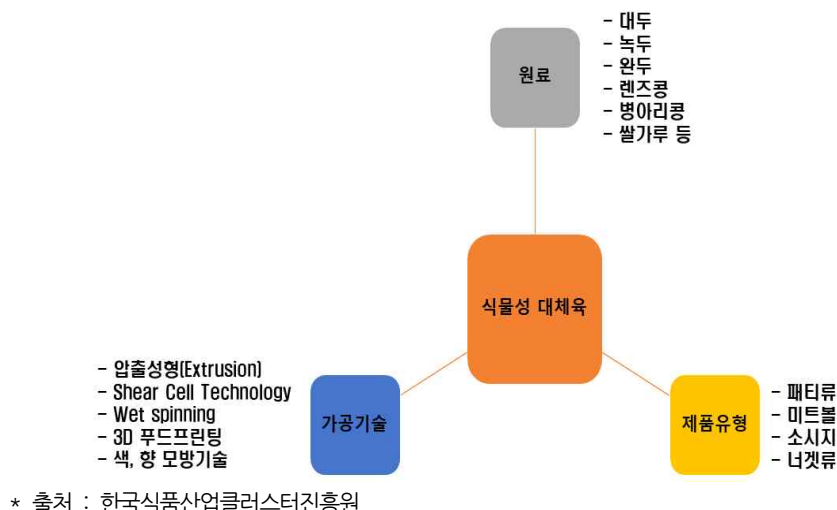 원료
- 대두
- 녹두
- 완두
- 렌즈콩
- 병아리콩
- 쌀가루 등
식물성 대체육
가공기술
- 압출성형(Extrusion)
- Shear Cell Technology
- Wet spinning
- 3D 푸드프린팅
- 색, 향 모방기술
제품유형
- 패티류
- 미트볼
- 소시지
- 너겟류
* 출처 : 한국식품산업클러스터진흥원